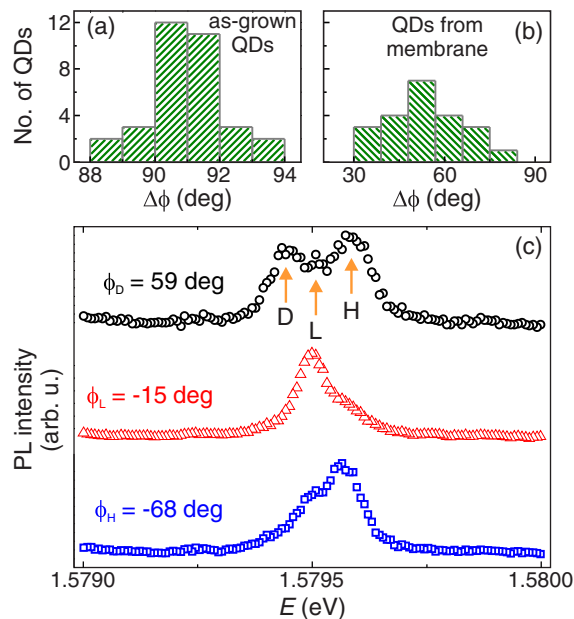 (a) as-grown
QDs
QDs from
membrane (b)
No. of QDs
12
8
4
0
88 90 92 94
30 60 90
Δϕ (deg)
Δϕ (deg)
(c)
ϕD = 59 deg
D
L
H
ϕL = -15 deg
ϕH = -68 deg
PL intensity
(arb. u.)
1.5790 1.5795 1.5800
E (eV)